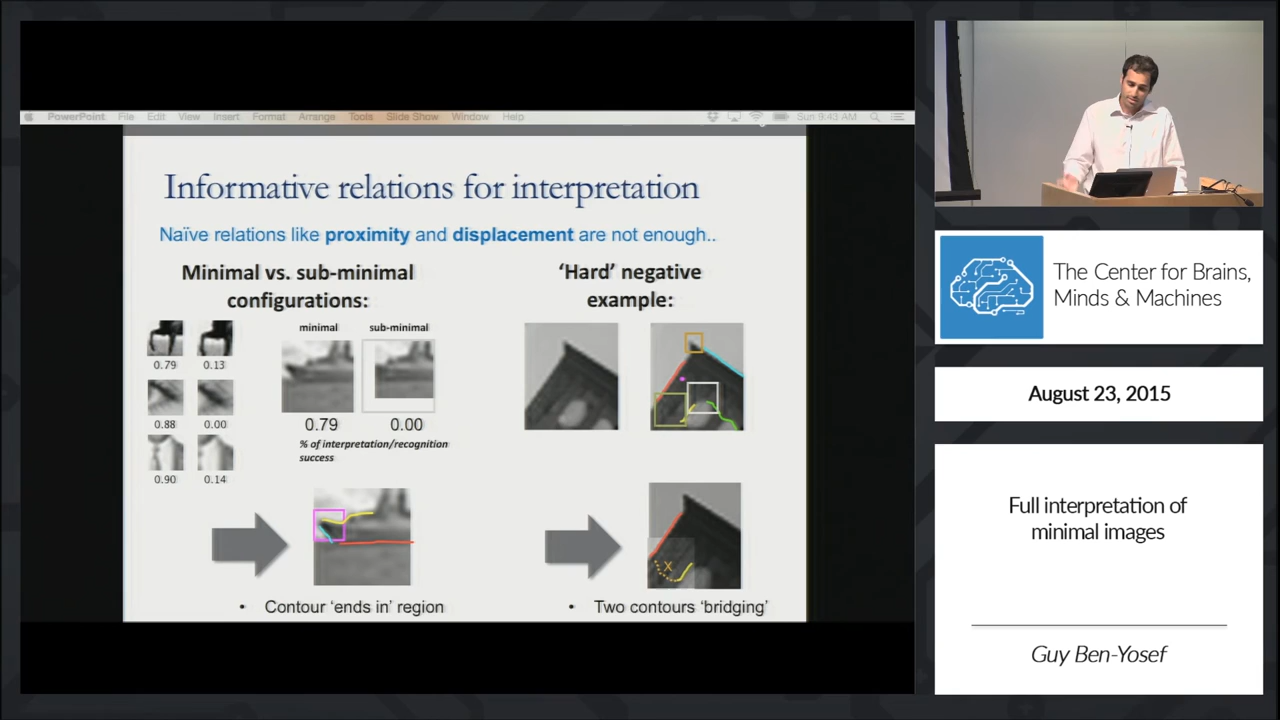 PowerPoint File Edit View Insert Format Arrange Tools Slide Show Window Help Sun 9:43 AM
Informative relations for interpretation
Naïve relations like proximity and displacement are not enough..
Minimal vs. sub-minimal
configurations:
minimal sub-minimal
0.79 0.13
0.88 0.00
0.90 0.14
0.79 0.00
% of interpretation/recognition
success
• Contour ‘ends in’ region
‘Hard’ negative
example:
X
• Two contours ‘bridging’
The Center for Brains,
Minds & Machines
August 23, 2015
Full interpretation of
minimal images
Guy Ben-Yosef